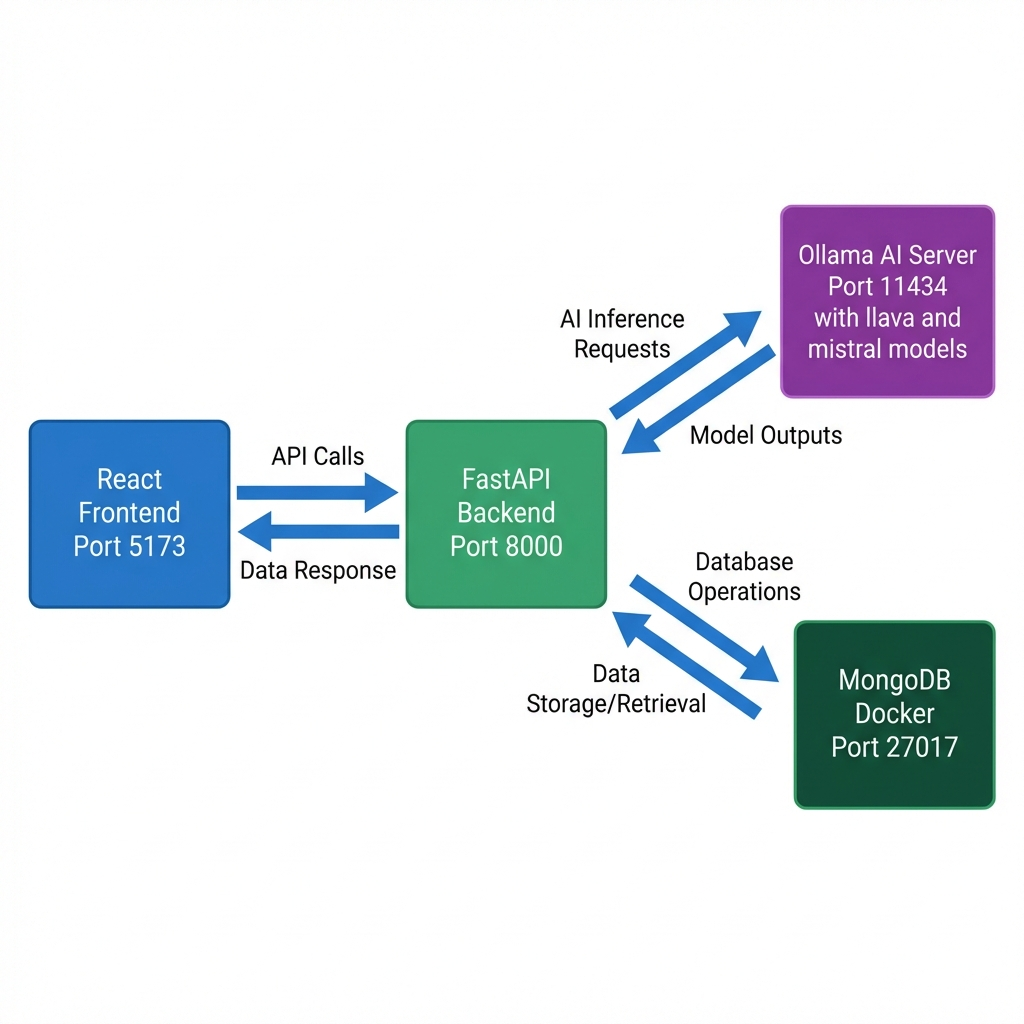 React
Frontend
Port 5173
API Calls
Data Response
FastAPI
Backend
Port 8000
AI Inference
Requests
Model Outputs
Ollama AI Server
Port 11434
with llava and
mistral models
Database
Operations
Data
Storage/Retrieval
MongoDB
Docker
Port 27017